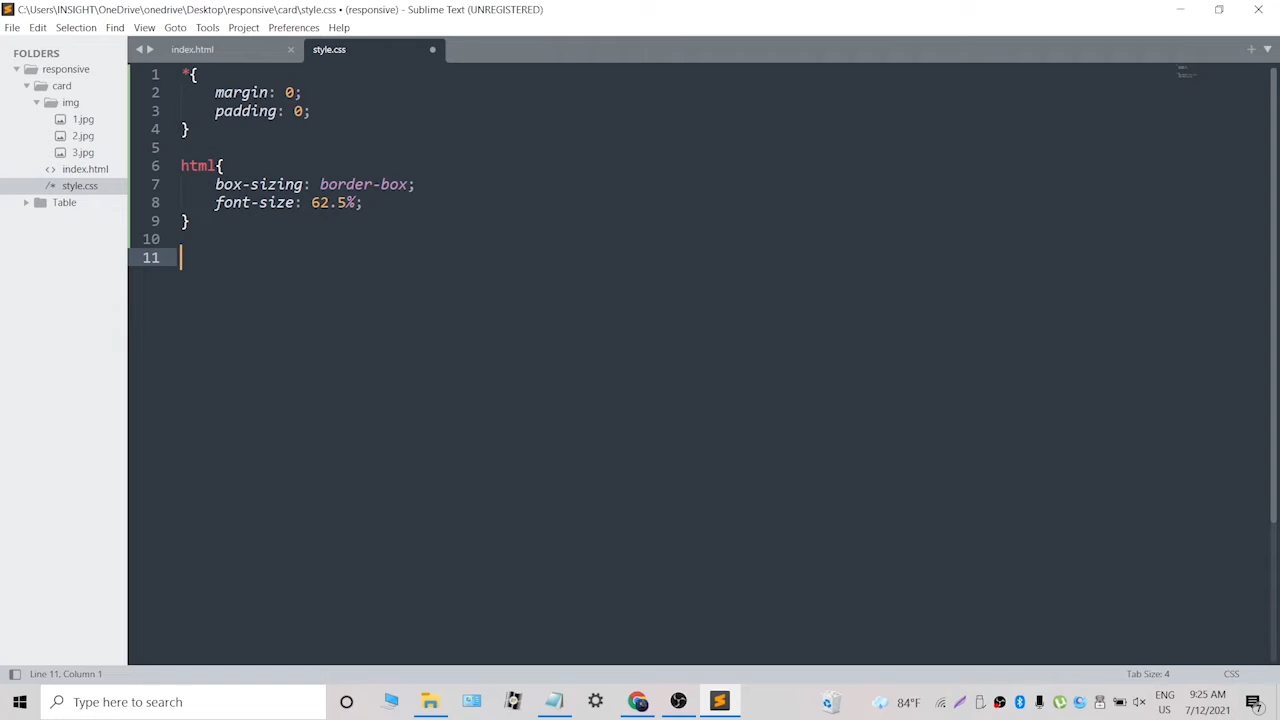 C:\Users\INSIGHT\OneDrive\onedrive\Desktop\responsive\card\style.css • (responsive) - Sublime Text (UNREGISTERED)
File Edit Selection Find View Goto Tools Project Preferences Help
FOLDERS
responsive
card
img
1.jpg
2.jpg
3.jpg
index.html
style.css
Table
index.html
style.css
1 *{
2 margin: 0;
3 padding: 0;
4 }
5
6 html{
7 box-sizing: border-box;
8 font-size: 62.5%;
9 }
10
11
Line 11, Column 1
Tab Size: 4
CSS
Type here to search
84°F
ENG
US
9:25 AM
7/12/2021
7